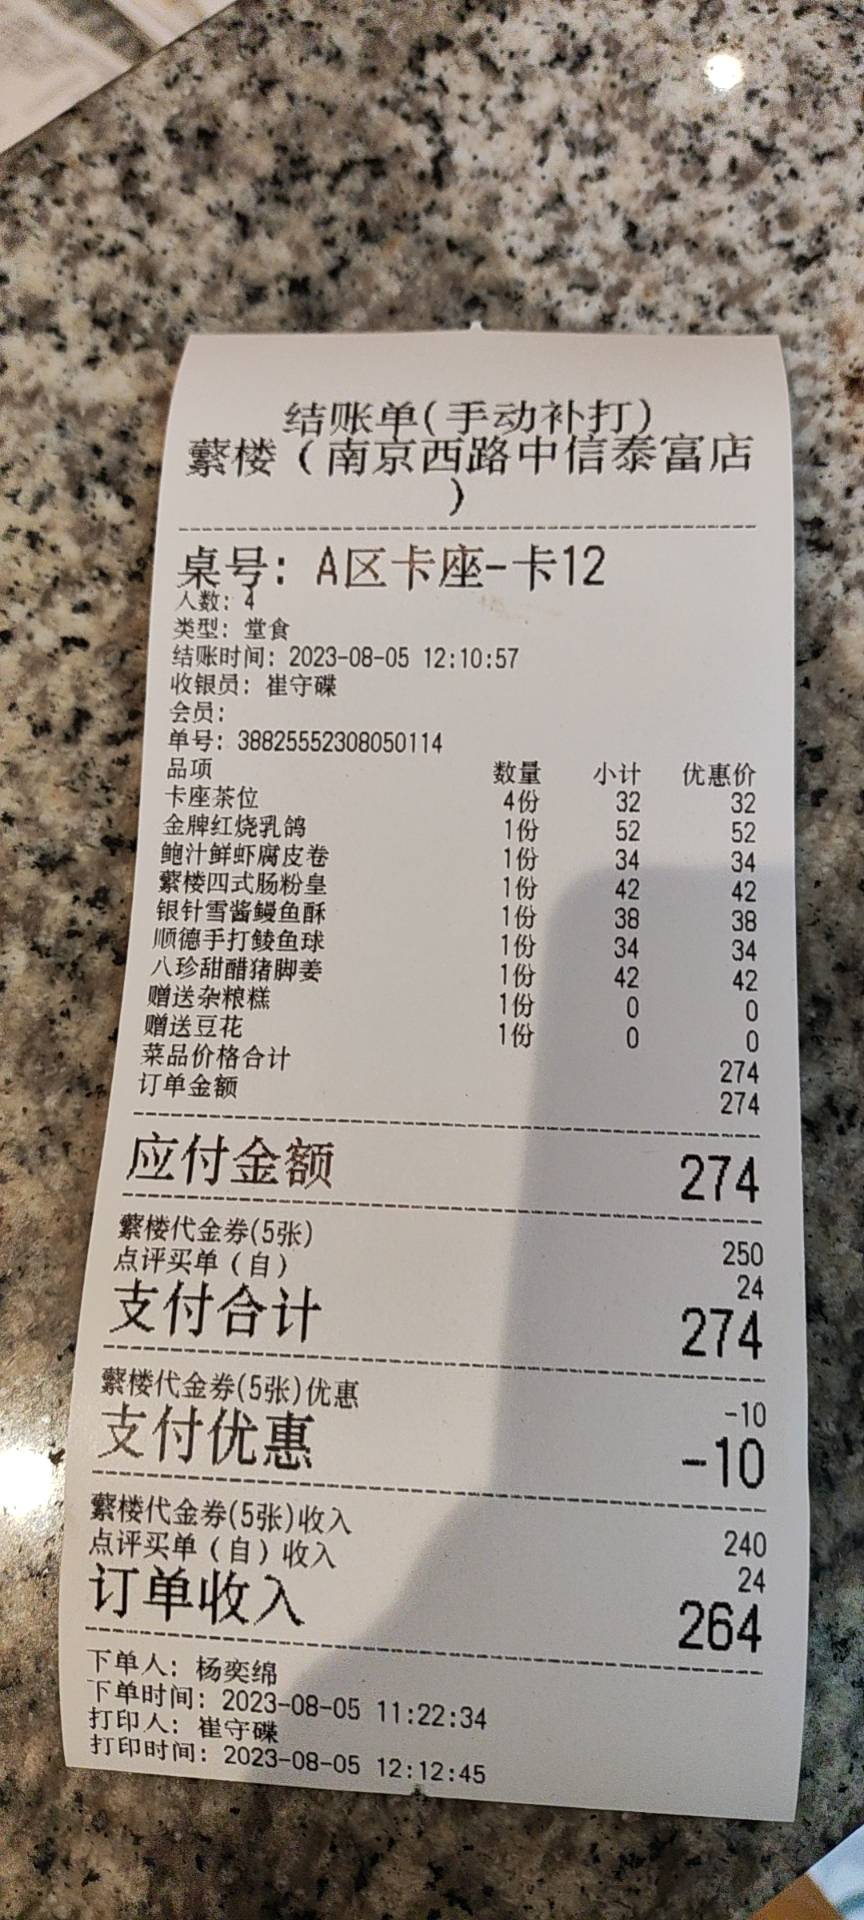 结账单(手动补打)
蘩楼（南京西路中信泰富店
）
桌号: A区卡座-卡12
人数: 4
类型: 堂食
结账时间: 2023-08-05 12:10:57
收银员: 崔守碟
会员:
单号: 38825552308050114
品项 数量 小计 优惠价
卡座茶位 4份 32 32
金牌红烧乳鸽 1份 52 52
鲍汁鲜虾腐皮卷 1份 34 34
蘩楼四式肠粉皇 1份 42 42
银针雪酱鳗鱼酥 1份 38 38
顺德手打鲮鱼球 1份 34 34
八珍甜醋猪脚姜 1份 42 42
赠送杂粮糕 1份 0 0
赠送豆花 1份 0 0
菜品价格合计 274
订单金额 274
应付金额 274
蘩楼代金券(5张) 250
点评买单（自） 24
支付合计 274
蘩楼代金券(5张)优惠 -10
支付优惠 -10
蘩楼代金券(5张)收入 240
点评买单（自）收入 24
订单收入 264
下单人: 杨奕绵
下单时间: 2023-08-05 11:22:34
打印人: 崔守碟
打印时间: 2023-08-05 12:12:45